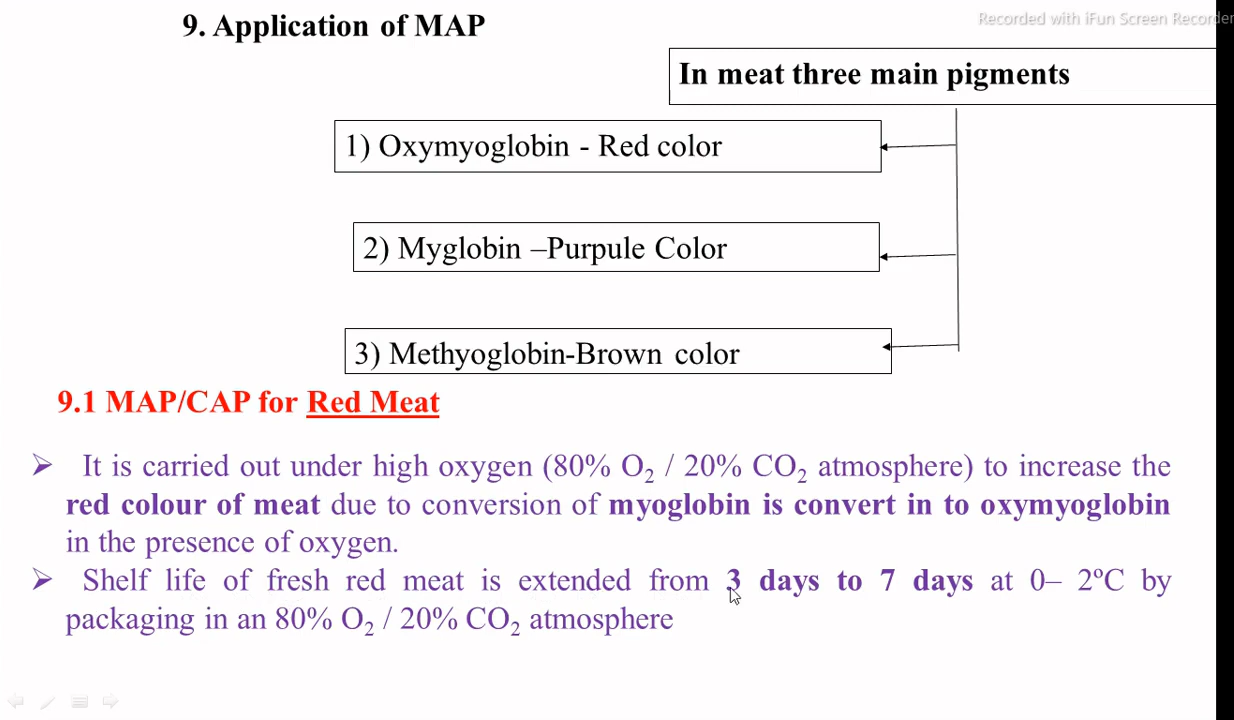 9. Application of MAP
Recorded with iFun Screen Recorder
In meat three main pigments
1) Oxymyoglobin - Red color
2) Myglobin –Purpule Color
3) Methyoglobin-Brown color
9.1 MAP/CAP for Red Meat
➢ It is carried out under high oxygen (80% O₂ / 20% CO₂ atmosphere) to increase the
red colour of meat due to conversion of myoglobin is convert in to oxymyoglobin
in the presence of oxygen.
➢ Shelf life of fresh red meat is extended from 3 days to 7 days at 0– 2ºC by
packaging in an 80% O₂ / 20% CO₂ atmosphere